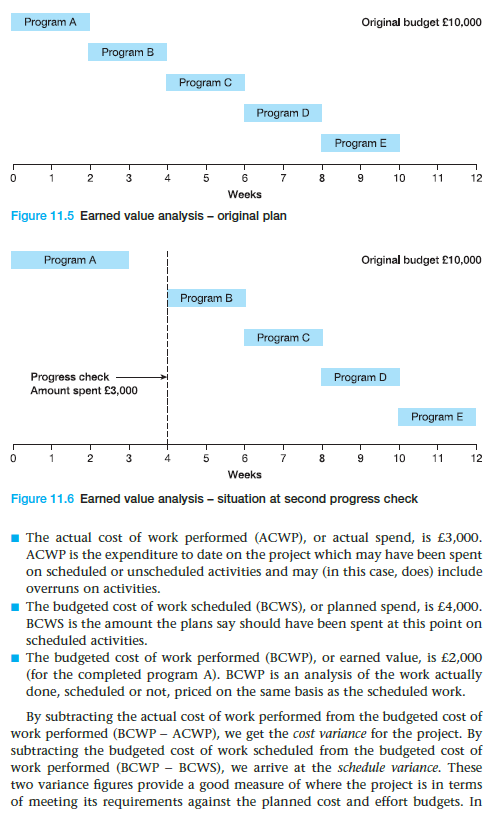 Program A
Original budget £10,000
Program B
Program C
Program D
Program E
0 1 2 3 4 5 6 7 8 9 10 11 12
Weeks
Figure 11.5 Earned value analysis – original plan
Program A
Original budget £10,000
Program B
Program C
Progress check
Amount spent £3,000
Program D
Program E
0 1 2 3 4 5 6 7 8 9 10 11 12
Weeks
Figure 11.6 Earned value analysis – situation at second progress check
■ The actual cost of work performed (ACWP), or actual spend, is £3,000.
ACWP is the expenditure to date on the project which may have been spent
on scheduled or unscheduled activities and may (in this case, does) include
overruns on activities.
■ The budgeted cost of work scheduled (BCWS), or planned spend, is £4,000.
BCWS is the amount the plans say should have been spent at this point on
scheduled activities.
■ The budgeted cost of work performed (BCWP), or earned value, is £2,000
(for the completed program A). BCWP is an analysis of the work actually
done, scheduled or not, priced on the same basis as the scheduled work.
By subtracting the actual cost of work performed from the budgeted cost of
work performed (BCWP – ACWP), we get the cost variance for the project. By
subtracting the budgeted cost of work scheduled from the budgeted cost of
work performed (BCWP – BCWS), we arrive at the schedule variance. These
two variance figures provide a good measure of where the project is in terms
of meeting its requirements against the planned cost and effort budgets. In